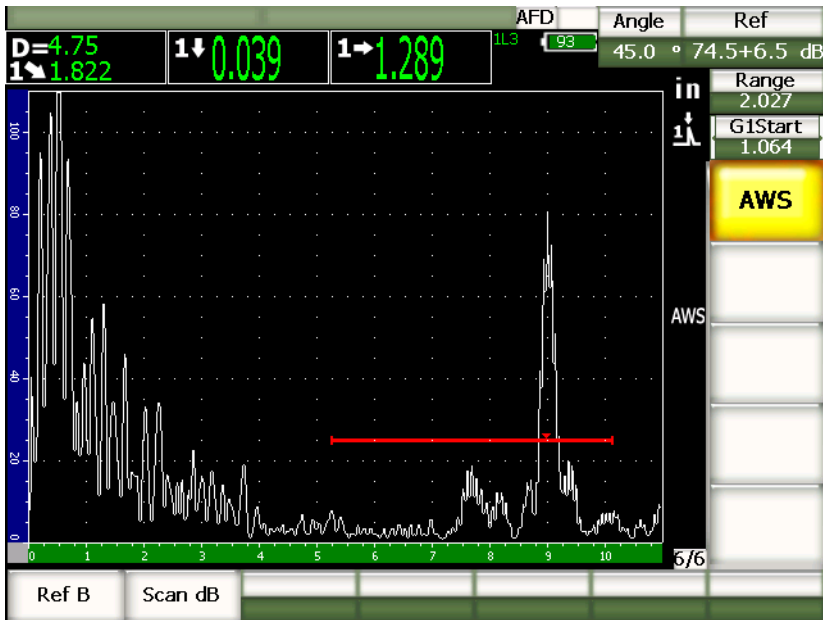 AFD Angle Ref
D=4.75 1 0.039 1 1.289 1L3 93 45.0 ° 74.5+6.5 dB
1 1.822
in Range
2.027
1 G1Start
1.064
AWS
AWS
100
80
60
40
20
0
0 1 2 3 4 5 6 7 8 9 10
6/6
Ref B Scan dB